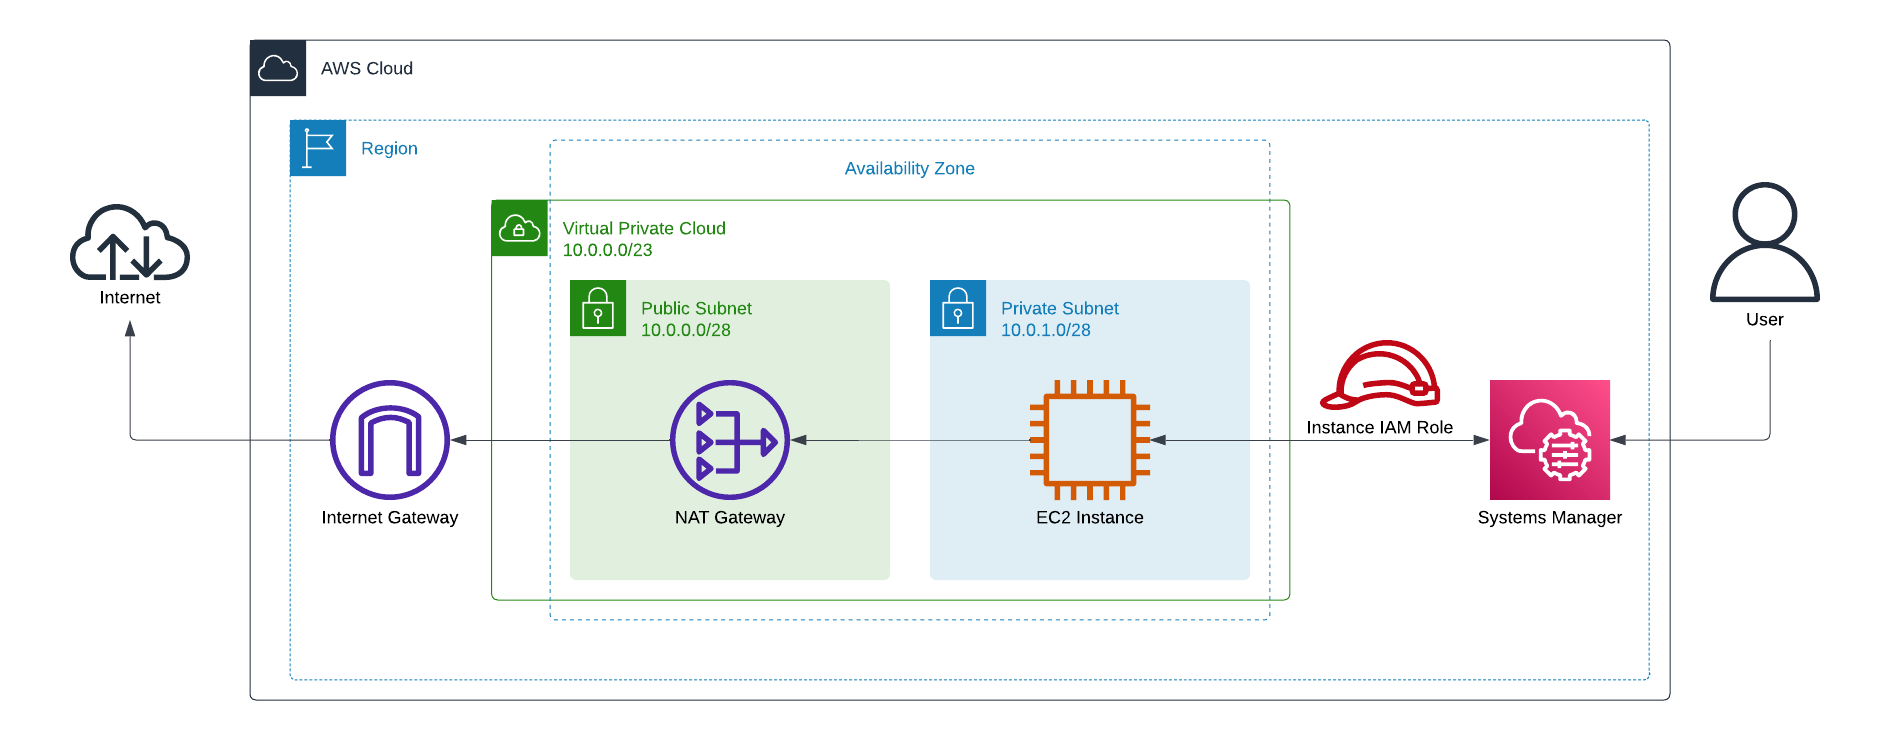 AWS Cloud
Region
Availability Zone
Virtual Private Cloud
10.0.0.0/23
Public Subnet
10.0.0.0/28
Private Subnet
10.0.1.0/28
Internet
User
Instance IAM Role
Internet Gateway
NAT Gateway
EC2 Instance
Systems Manager